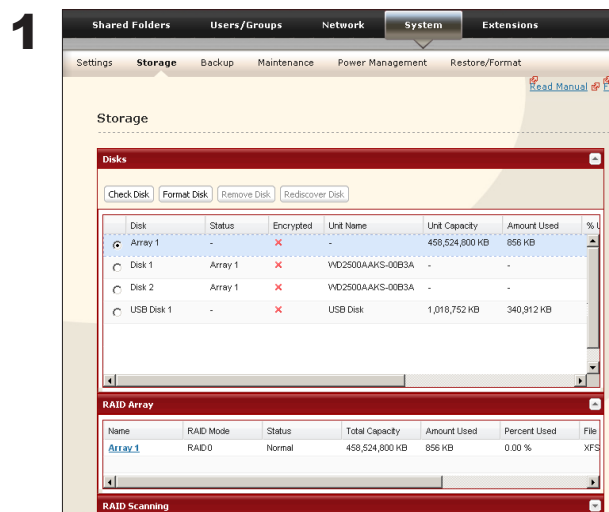 1
Shared Folders Users/Groups Network System Extensions
Settings Storage Backup Maintenance Power Management Restore/Format
Read Manual
Storage
Disks
Check Disk Format Disk Remove Disk Rediscover Disk
Disk Status Encrypted Unit Name Unit Capacity Amount Used
Array 1 - 458,524,800 KB 856 KB
Disk 1 Array 1 WD2500AAKS-00B3A - -
Disk 2 Array 1 WD2500AAKS-00B3A - -
USB Disk 1 - USB Disk 1,018,752 KB 340,912 KB
RAID Array
Name RAID Mode Status Total Capacity Amount Used Percent Used File
Array 1 RAID 0 Normal 458,524,800 KB 856 KB 0.00 % XFS
RAID Scanning